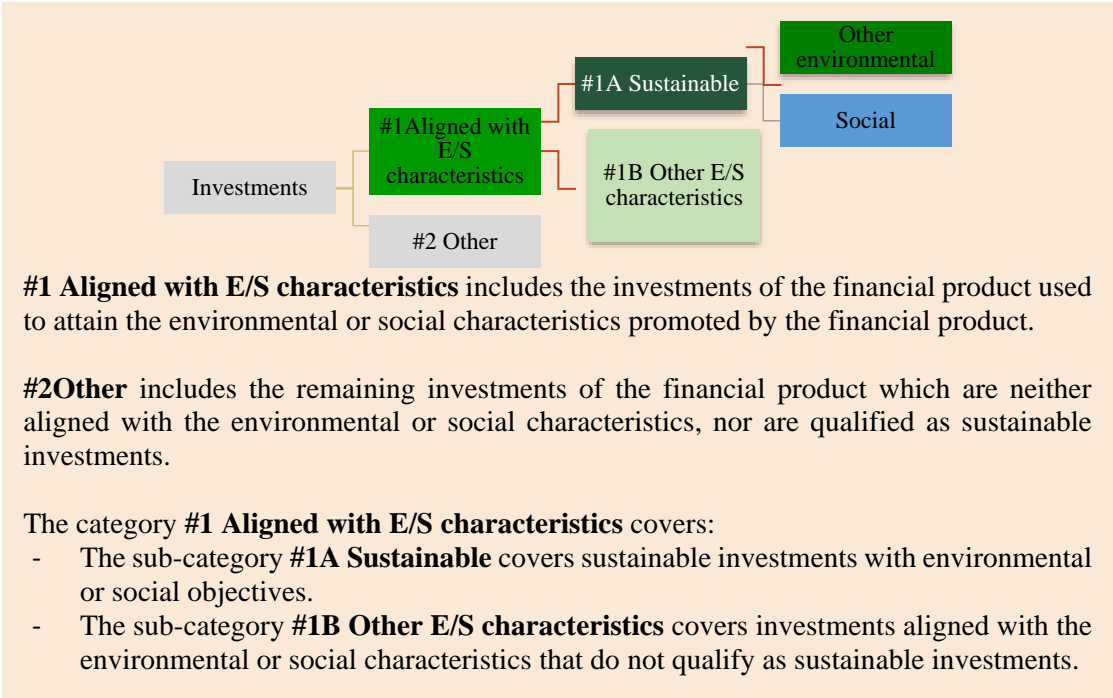 Other
environmental
#1A Sustainable
Social
#1Aligned with
E/S
characteristics
#1B Other E/S
characteristics
Investments
#2 Other
#1 Aligned with E/S characteristics includes the investments of the financial product used
to attain the environmental or social characteristics promoted by the financial product.
#2Other includes the remaining investments of the financial product which are neither
aligned with the environmental or social characteristics, nor are qualified as sustainable
investments.
The category #1 Aligned with E/S characteristics covers:
- The sub-category #1A Sustainable covers sustainable investments with environmental
or social objectives.
- The sub-category #1B Other E/S characteristics covers investments aligned with the
environmental or social characteristics that do not qualify as sustainable investments.